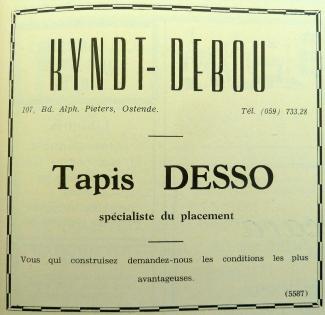 KYNDT-DEBOU
107, Bd. Alph. Pieters, Ostende. Tél. (059) 733.28
Tapis DESSO
spécialiste du placement
Vous qui construisez demandez-nous les conditions les plus
avantageuses.
(5587)